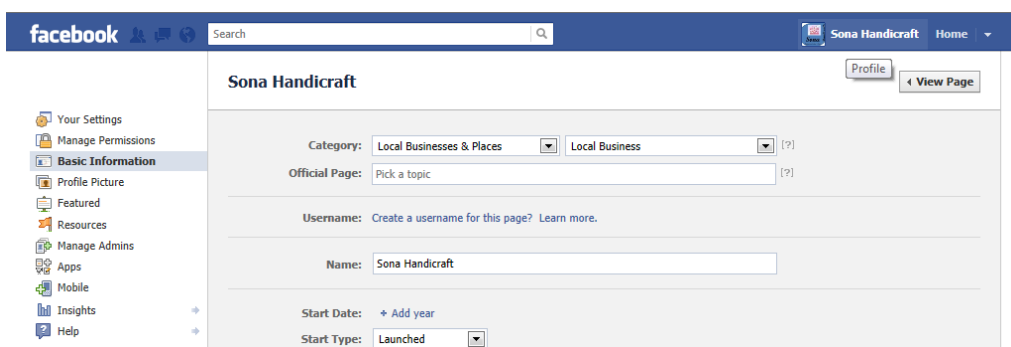 facebook Search Sona Handicraft Home
Profile
Sona Handicraft View Page
Your Settings
Manage Permissions
Basic Information
Profile Picture
Featured
Resources
Manage Admins
Apps
Mobile
Insights
Help
Category: Local Businesses & Places Local Business [?]
Official Page: Pick a topic [?]
Username: Create a username for this page? Learn more.
Name: Sona Handicraft
Start Date: + Add year
Start Type: Launched